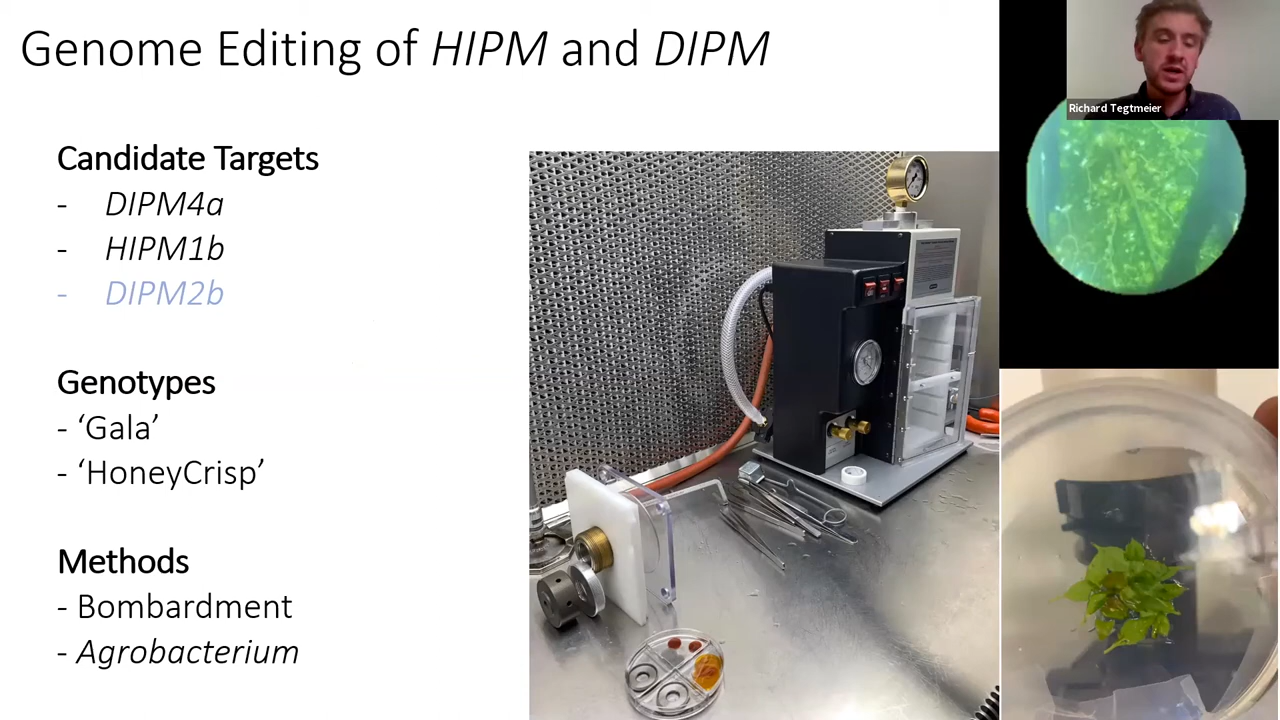 Genome Editing of HIPM and DIPM
Richard Tegtmeier
Candidate Targets
- DIPM4a
- HIPM1b
- DIPM2b
Genotypes
- ‘Gala’
- ‘HoneyCrisp’
Methods
- Bombardment
- Agrobacterium